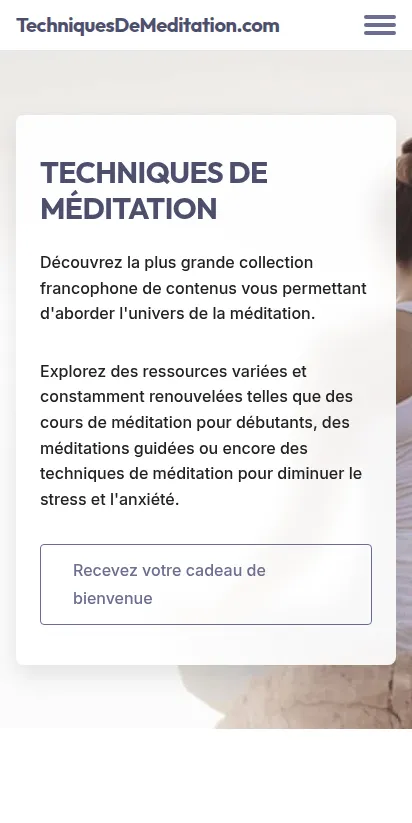 TechniquesDeMeditation.com
TECHNIQUES DE
MÉDITATION
Découvrez la plus grande collection
francophone de contenus vous permettant
d'aborder l'univers de la méditation.
Explorez des ressources variées et
constamment renouvelées telles que des
cours de méditation pour débutants, des
méditations guidées ou encore des
techniques de méditation pour diminuer le
stress et l'anxiété.
Recevez votre cadeau de
bienvenue